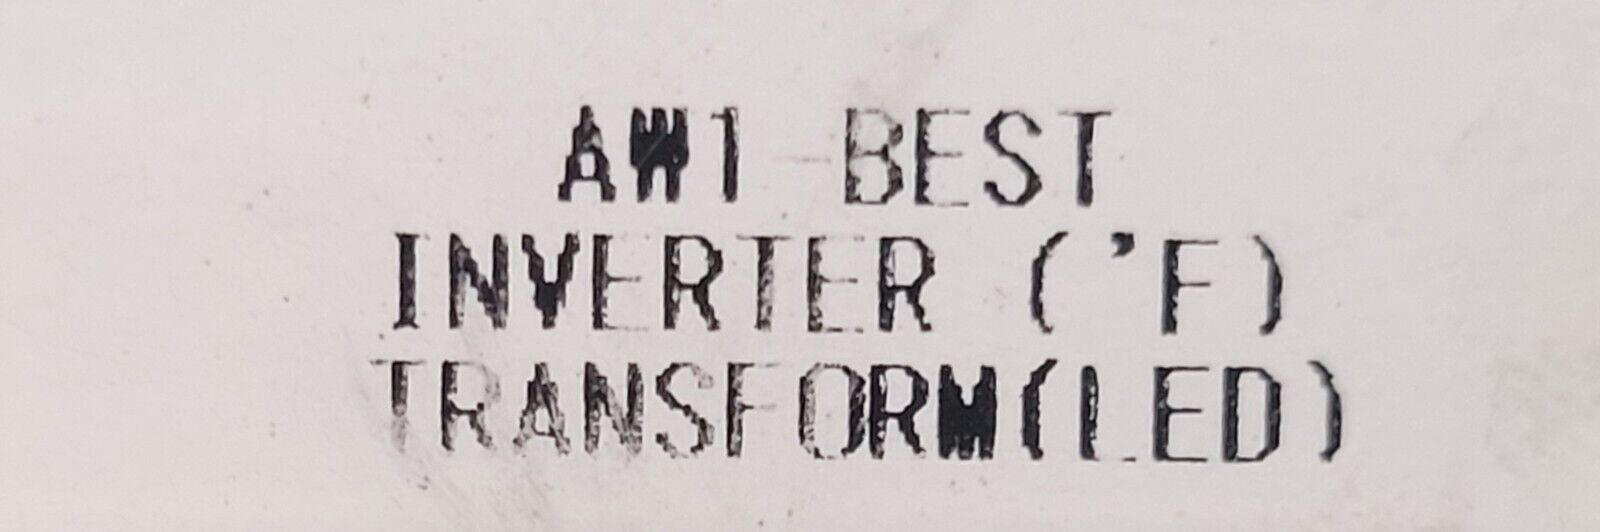 AW1 BEST
INVERTER ('F)
TRANSFORM(LED)